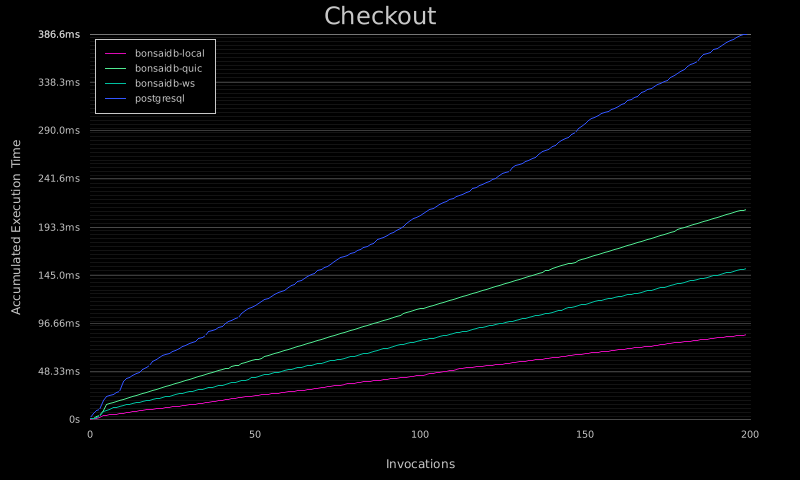 Checkout
386.6ms
bonsaidb-local
bonsaidb-quic
bonsaidb-ws
postgresql
338.3ms
290.0ms
241.6ms
193.3ms
145.0ms
96.66ms
48.33ms
0s
Accumulated Execution Time
0 50 100 150 200
Invocations